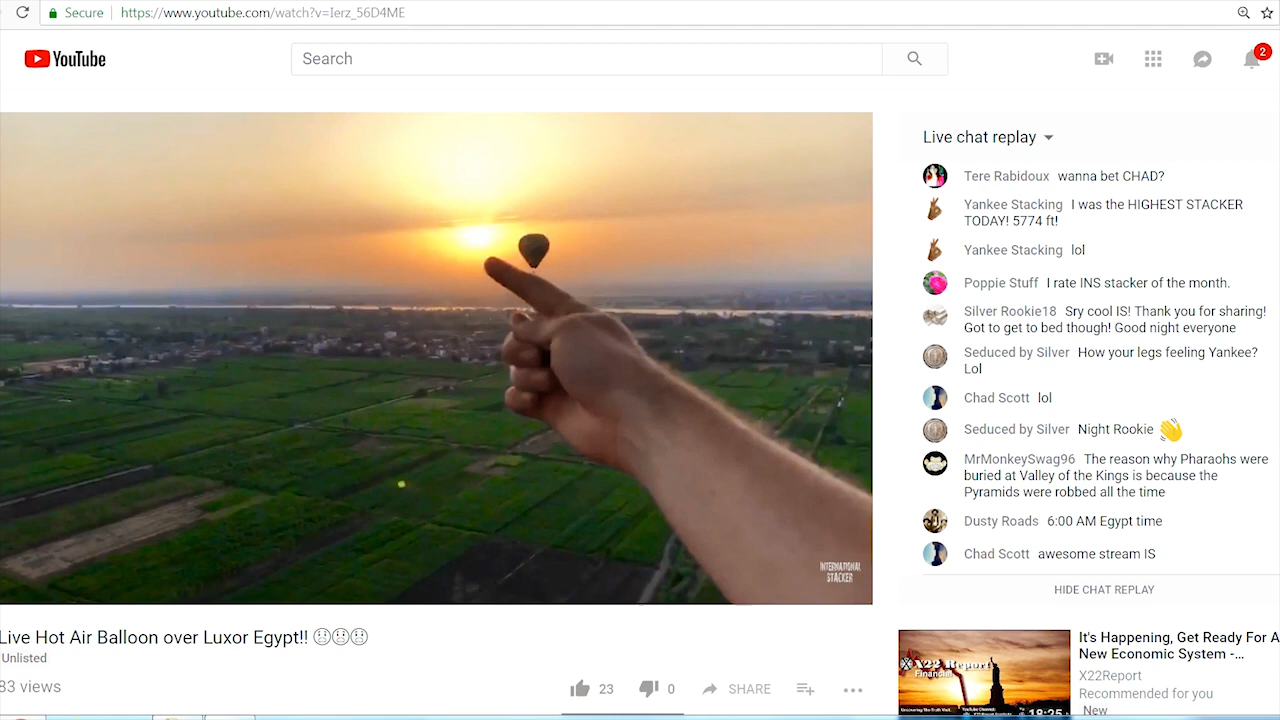 Secure https://www.youtube.com/watch?v=Ierz_56D4ME
YouTube
Search
2
Live chat replay
Tere Rabidoux wanna bet CHAD?
Yankee Stacking I was the HIGHEST STACKER
TODAY! 5774 ft!
Yankee Stacking lol
Poppie Stuff I rate INS stacker of the month.
Silver Rookie18 Sry cool IS! Thank you for sharing!
Got to get to bed though! Good night everyone
Seduced by Silver How your legs feeling Yankee?
Lol
Chad Scott lol
Seduced by Silver Night Rookie 👋
MrMonkeySwag96 The reason why Pharaohs were
buried at Valley of the Kings is because the
Pyramids were robbed all the time
Dusty Roads 6:00 AM Egypt time
Chad Scott awesome stream IS
HIDE CHAT REPLAY
INTERNATIONAL
STACKER
Live Hot Air Balloon over Luxor Egypt!!
Unlisted
83 views
23 0 SHARE
X22 Report
Financial
18:25
It's Happening, Get Ready For A
New Economic System -...
X22Report
Recommended for you
New